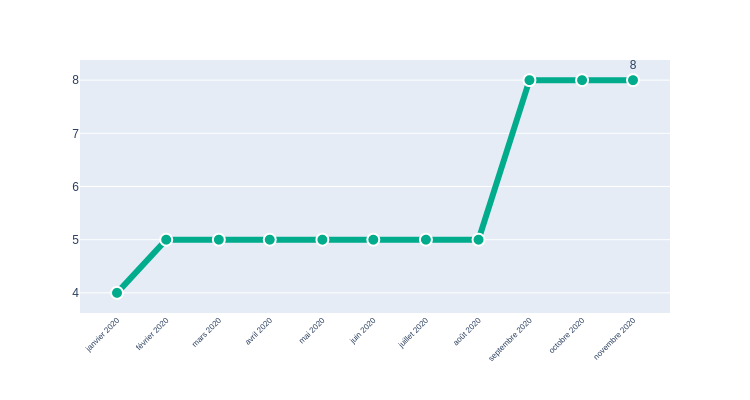 8
8
7
6
5
4
janvier 2020
février 2020
mars 2020
avril 2020
mai 2020
juin 2020
juillet 2020
août 2020
septembre 2020
octobre 2020
novembre 2020